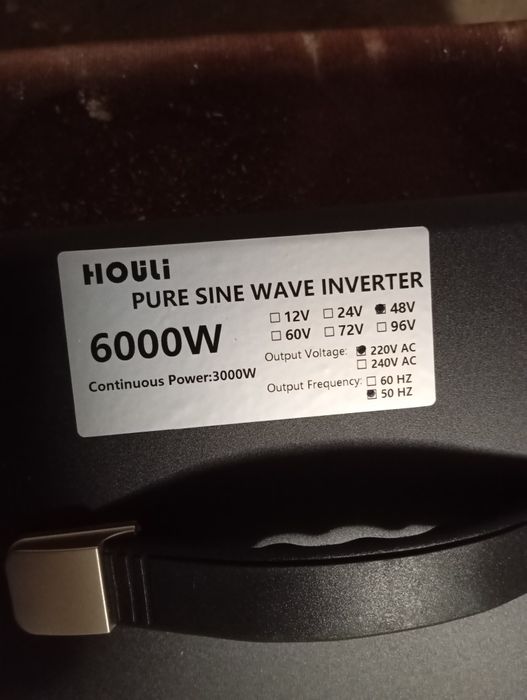 HOULI
PURE SINE WAVE INVERTER
6000W
Continuous Power:3000W
☐ 12V ☐ 24V ☑ 48V
☐ 60V ☐ 72V ☐ 96V
Output Voltage: ☑ 220V AC
☐ 240V AC
Output Frequency: ☐ 60 HZ
☑ 50 HZ